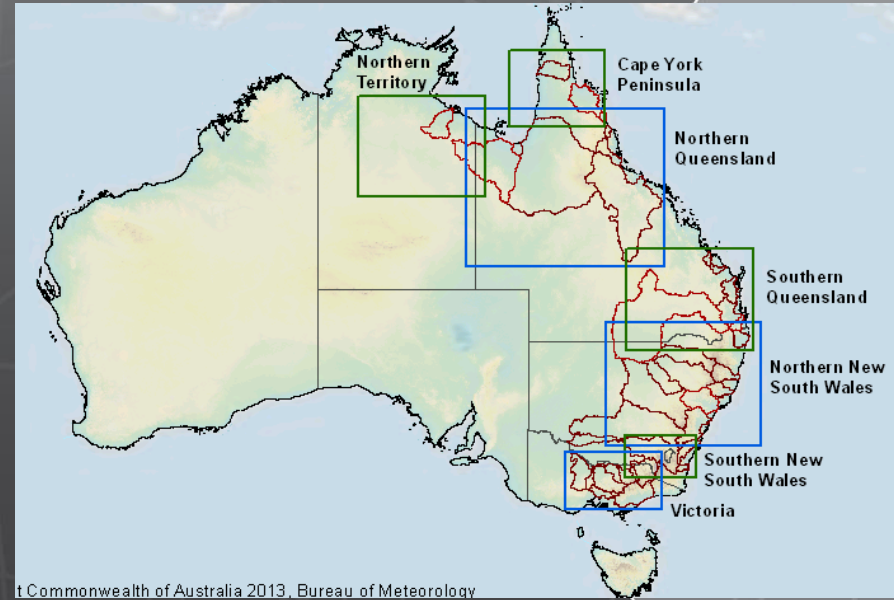 Northern
Territory
Cape York
Peninsula
Northern
Queensland
Southern
Queensland
Northern New
South Wales
Southern New
South Wales
Victoria
t Commonwealth of Australia 2013, Bureau of Meteorology